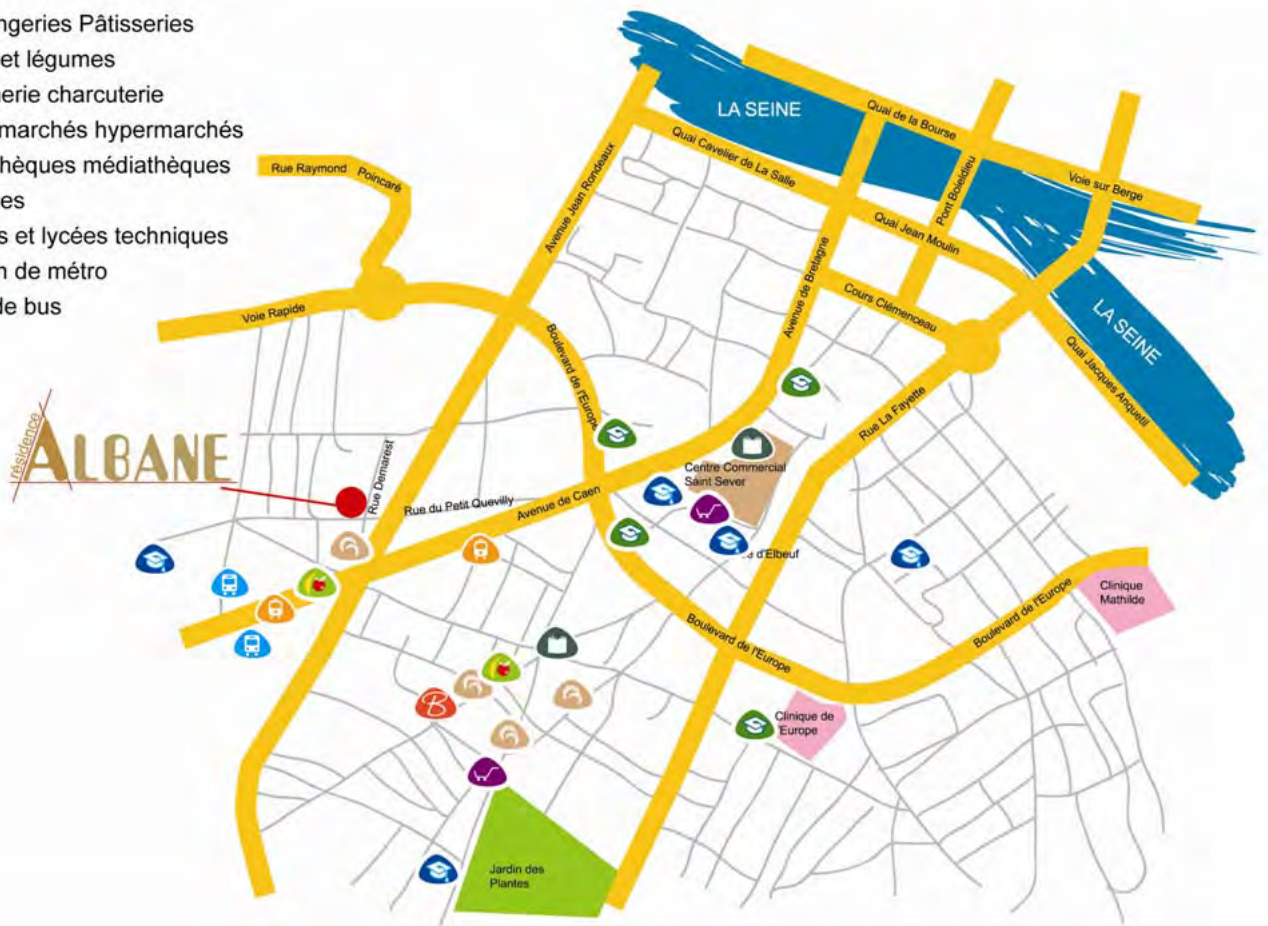 ngeries Pâtisseries
et légumes
erie charcuterie
marchés hypermarchés
hèques médiathèques
es
s et lycées techniques
n de métro
de bus
LA SEINE
Quai de la Bourse
Quai Cavelier de La Salle
Pont Boieldieu
Voie sur Berge
Rue Raymond Poincaré
Avenue Jean Rondeaux
Quai Jean Moulin
Avenue de Bretagne
Cours Clémenceau
Voie Rapide
LA SEINE
Boulevard de l'Europe
Quai Jacques Anquetil
Rue La Fayette
résidence
ALBANE
Rue Demarest
Centre Commercial
Saint Sever
Rue du Petit Quevilly
Avenue de Caen
e d'Elbeuf
Clinique
Mathilde
Boulevard de l'Europe
Boulevard de l'Europe
B
Clinique de
'Europe
Jardin des
Plantes